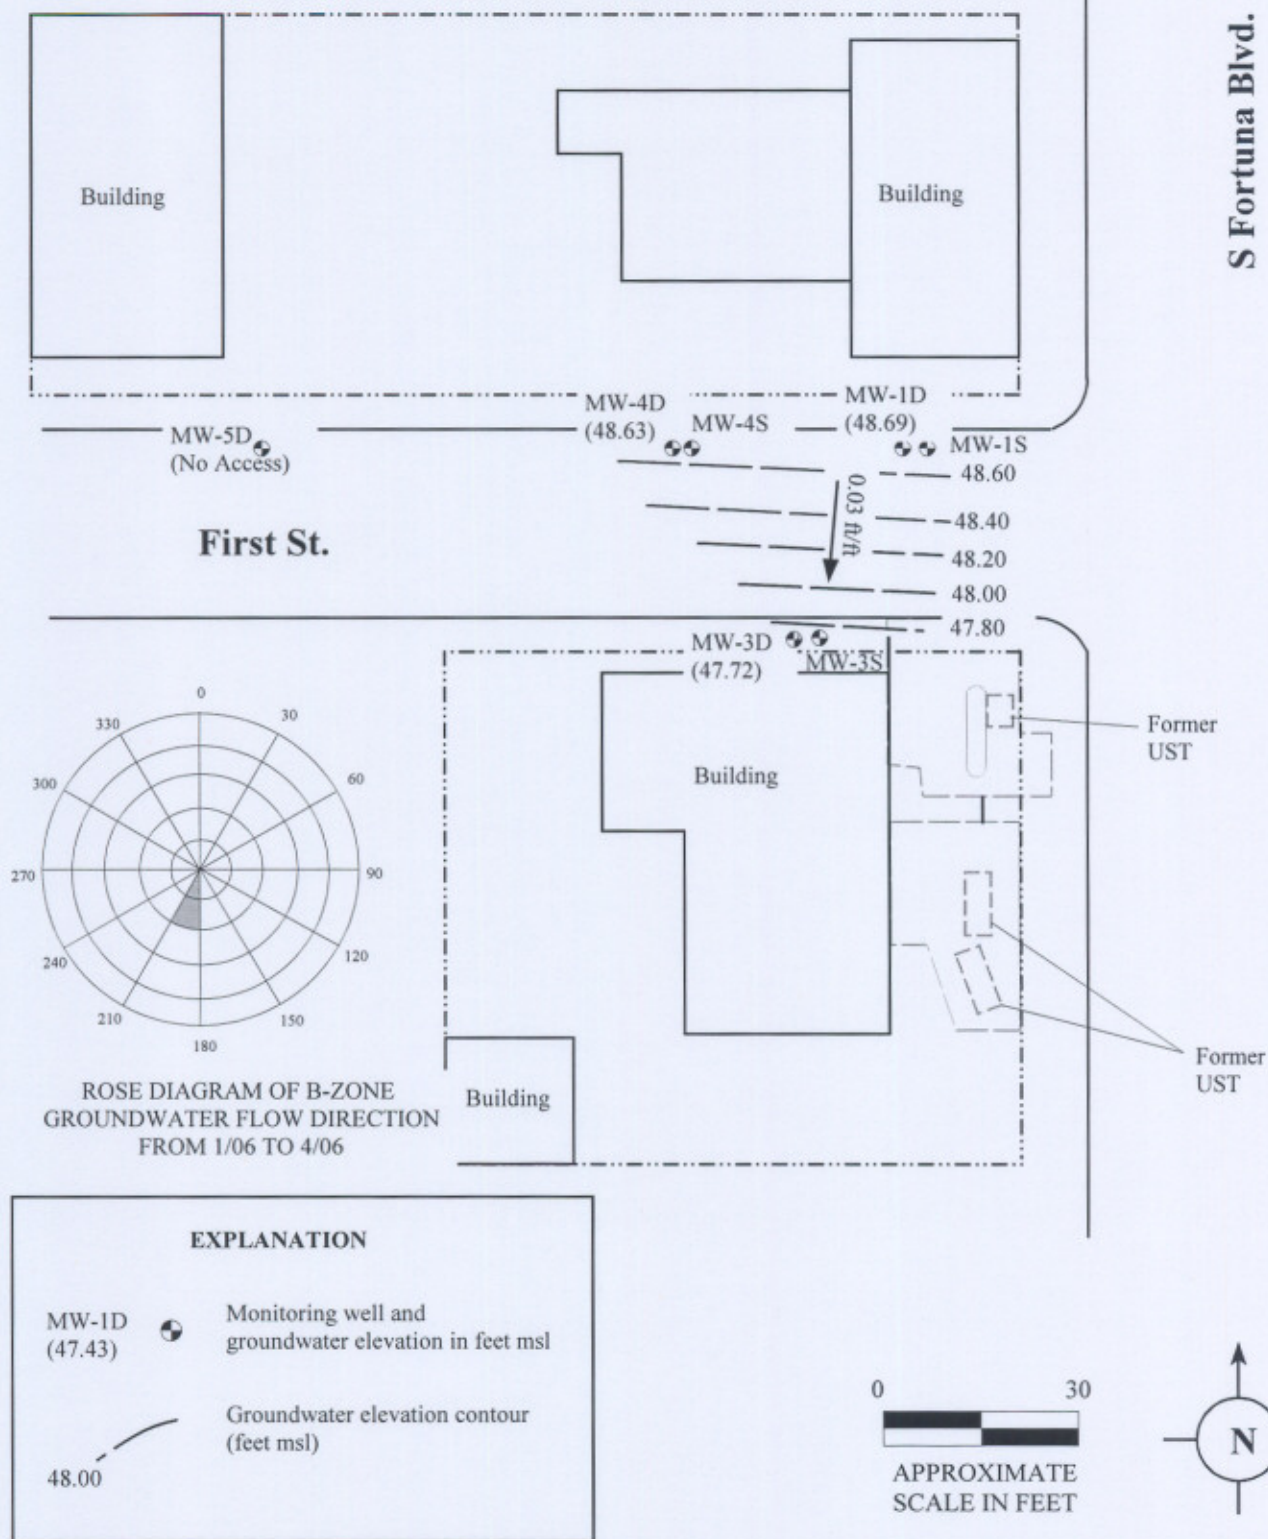 S Fortuna Blvd.
Building
Building
MW-4D
(48.63)
MW-4S
MW-1D
(48.69)
MW-1S
MW-5D
(No Access)
48.60
0.03 ft/ft
48.40
First St.
48.20
48.00
47.80
MW-3D
(47.72)
MW-3S
Former
UST
Building
0
30
60
90
120
150
180
210
240
270
300
330
ROSE DIAGRAM OF B-ZONE
GROUNDWATER FLOW DIRECTION
FROM 1/06 TO 4/06
Building
Former
UST
EXPLANATION
MW-1D
(47.43)
Monitoring well and
groundwater elevation in feet msl
Groundwater elevation contour
(feet msl)
48.00
0 30
APPROXIMATE
SCALE IN FEET
N